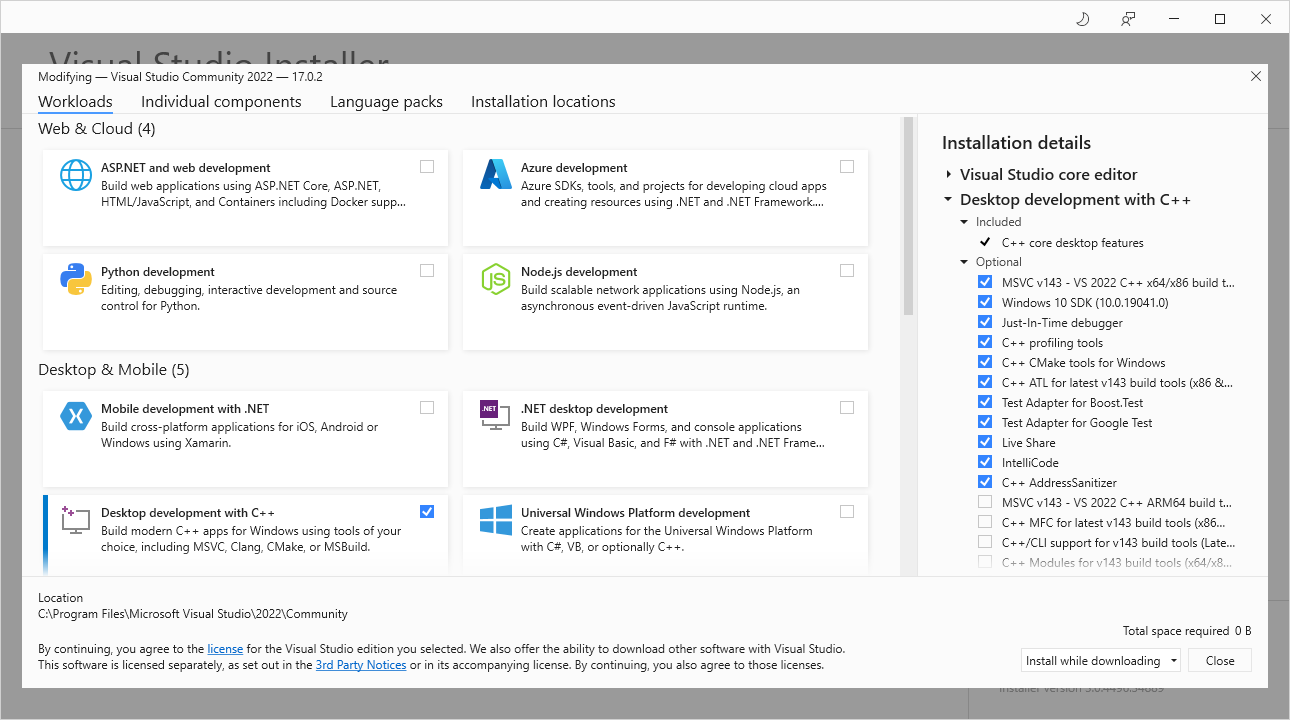 Visual Studio Installer
Modifying — Visual Studio Community 2022 — 17.0.2
Workloads
Individual components
Language packs
Installation locations
Web & Cloud (4)
ASP.NET and web development
Build web applications using ASP.NET Core, ASP.NET,
HTML/JavaScript, and Containers including Docker supp...
Azure development
Azure SDKs, tools, and projects for developing cloud apps
and creating resources using .NET and .NET Framework....
Python development
Editing, debugging, interactive development and source
control for Python.
Node.js development
Build scalable network applications using Node.js, an
asynchronous event-driven JavaScript runtime.
Desktop & Mobile (5)
Mobile development with .NET
Build cross-platform applications for iOS, Android or
Windows using Xamarin.
.NET
.NET desktop development
Build WPF, Windows Forms, and console applications
using C#, Visual Basic, and F# with .NET and .NET Frame...
Desktop development with C++
Build modern C++ apps for Windows using tools of your
choice, including MSVC, Clang, CMake, or MSBuild.
Universal Windows Platform development
Create applications for the Universal Windows Platform
with C#, VB, or optionally C++.
Installation details
Visual Studio core editor
Desktop development with C++
Included
C++ core desktop features
Optional
MSVC v143 - VS 2022 C++ x64/x86 build t...
Windows 10 SDK (10.0.19041.0)
Just-In-Time debugger
C++ profiling tools
C++ CMake tools for Windows
C++ ATL for latest v143 build tools (x86 &...
Test Adapter for Boost.Test
Test Adapter for Google Test
Live Share
IntelliCode
C++ AddressSanitizer
MSVC v143 - VS 2022 C++ ARM64 build t...
C++ MFC for latest v143 build tools (x86...
C++/CLI support for v143 build tools (Late...
C++ Modules for v143 build tools (x64/x8...
Location
C:\Program Files\Microsoft Visual Studio\2022\Community
By continuing, you agree to the license for the Visual Studio edition you selected. We also offer the ability to download other software with Visual Studio.
This software is licensed separately, as set out in the 3rd Party Notices or in its accompanying license. By continuing, you also agree to those licenses.
Total space required 0 B
Install while downloading
Close
Installer version